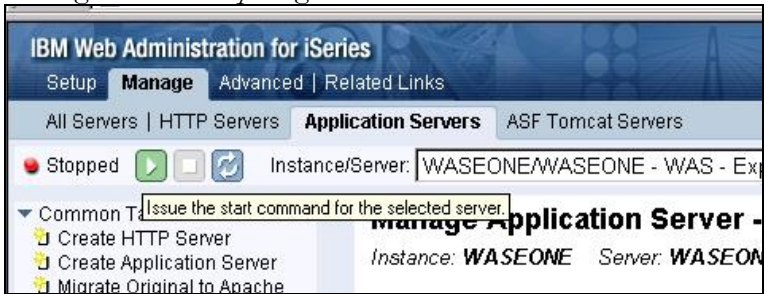 IBM Web Administration for iSeries
Setup Manage Advanced | Related Links
All Servers | HTTP Servers Application Servers ASF Tomcat Servers
Stopped Instance/Server: WASEONE/WASEONE - WAS - Exp
Issue the start command for the selected server.
Common
Manage Application Server -
Create HTTP Server
Create Application Server
Instance: WASEONE Server: WASEON
Migrate Original to Apache